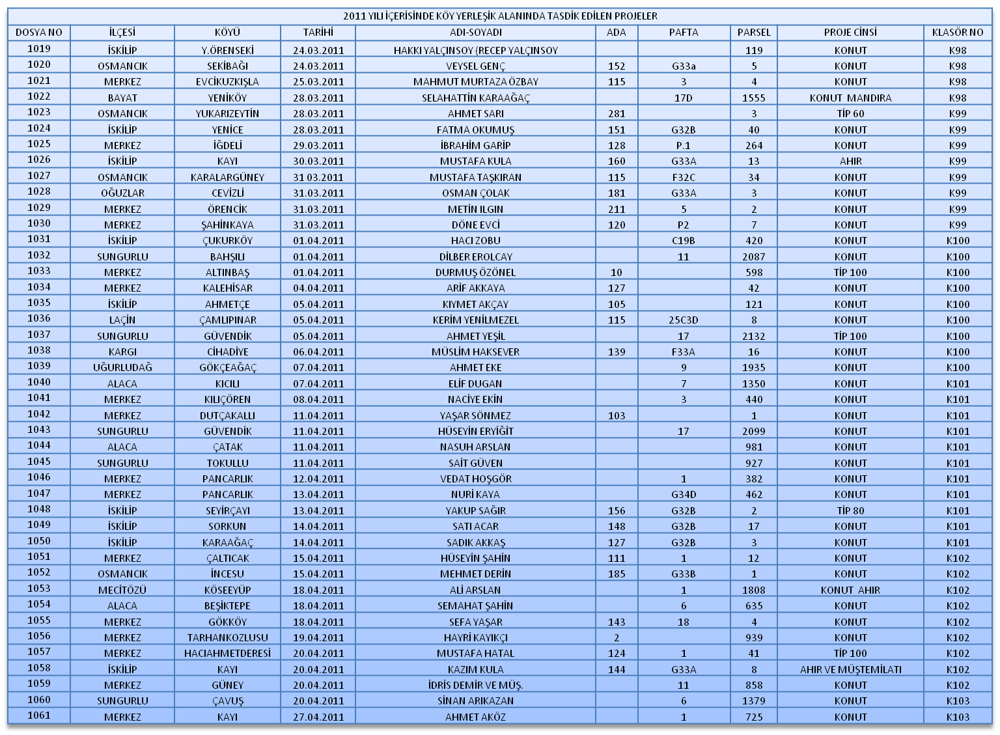 2011 YILI İÇERİSİNDE KÖY YERLEŞİK ALANINDA TASDİK EDİLEN PROJELER
DOSYA NO İLÇESİ KÖYÜ TARİHİ ADI-SOYADI ADA PAFTA PARSEL PROJE CİNSİ KLASÖR NO
1019 İSKİLİP Y.ÖRENSEKİ 24.03.2011 HAKKI YALÇINSOY (RECEP YALÇINSOY 119 KONUT K98
1020 OSMANCIK SEKİBAĞI 24.03.2011 VEYSEL GENÇ 152 G33a 5 KONUT K98
1021 MERKEZ EVCİKUZKIŞLA 25.03.2011 MAHMUT MURTAZA ÖZBAY 115 3 4 KONUT K98
1022 BAYAT YENİKÖY 28.03.2011 SELAHATTİN KARAAĞAÇ 17D 1555 KONUT MANDIRA K98
1023 OSMANCIK YUKARIZEYTİN 28.03.2011 AHMET SARI 281 3 TİP 60 K99
1024 İSKİLİP YENİCE 28.03.2011 FATMA OKUMUŞ 151 G32B 40 KONUT K99
1025 MERKEZ İĞDELİ 29.03.2011 İBRAHİM GARİP 128 P.1 264 KONUT K99
1026 İSKİLİP KAYI 30.03.2011 MUSTAFA KULA 160 G33A 13 AHIR K99
1027 OSMANCIK KARALARGÜNEY 31 03.2011 MUSTAFA TAŞKIRAN 115 F32C 34 KONUT K99
1028 OĞUZLAR CEVİZLİ 31.03.2011 OSMAN ÇOLAK 181 G33A 3 KONUT K99
1029 MERKEZ ÖRENCİK 31.03.2011 METİN ILGIN 211 5 2 KONUT K99
1030 MERKEZ ŞAHİNKAYA 31.03.2011 DÖNE EVCİ 120 P2 7 KONUT K99
1031 İSKİLİP ÇUKURKÖY 01.04.2011 HACI ZOBU C19B 420 KONUT K100
1032 SUNGURLU BAHŞILI 01.04.2011 DİLBER EROLCAY 11 2087 KONUT K100
1033 MERKEZ ALTINBAŞ 01.04.2011 DURMUŞ ÖZÖNEL 10 598 TİP 100 K100
1034 MERKEZ KALEHİSAR 04.04.2011 ARİF AKKAYA 127 42 KONUT K100
1035 İSKİLİP AHMETÇE 05.04.2011 KIYMET AKÇAY 105 121 KONUT K100
1036 LAÇİN ÇAMLIPINAR 05.04.2011 KERİM YENİLMEZEL 115 25C3D 8 KONUT K100
1037 SUNGURLU GÜVENDİK 05.04.2011 AHMET YEŞİL 17 2132 TİP 100 K100
1038 KARGI CİHADİYE 06.04.2011 MÜSLİM HAKSEVER 139 F33A 16 KONUT K100
1039 UĞURLUDAĞ GÖKÇEAĞAÇ 07.04.2011 AHMET EKE 9 1935 KONUT K100
1040 ALACA KICILI 07.04.2011 ELİF DUGAN 7 1350 KONUT K101
1041 MERKEZ KILIÇÖREN 08.04.2011 NACİYE EKİN 3 440 KONUT K101
1042 MERKEZ DUTÇAKALLI 11.04.2011 YAŞAR SÖNMEZ 103 1 KONUT K101
1043 SUNGURLU GÜVENDİK 11.04.2011 HÜSEYİN ERYİĞİT 17 2099 KONUT K101
1044 ALACA ÇATAK 11.04.2011 NASUH ARSLAN 981 KONUT K101
1045 SUNGURLU TOKULLU 11.04.2011 SAİT GÜVEN 927 KONUT K101
1046 MERKEZ PANCARLIK 12.04.2011 VEDAT HOŞGÖR 1 382 KONUT K101
1047 MERKEZ PANCARLIK 13.04.2011 NURİ KAYA G34D 462 KONUT K101
1048 İSKİLİP SEYİRÇAYI 13.04.2011 YAKUP SAĞIR 156 G32B 2 TİP 80 K101
1049 İSKİLİP SORKUN 14.04.2011 SATI ACAR 148 G32B 17 KONUT K101
1050 İSKİLİP KARAAĞAÇ 14.04.2011 SADIK AKKAŞ 127 G32B 3 KONUT K101
1051 MERKEZ ÇALTICAK 15.04.2011 HÜSEYİN ŞAHİN 111 1 12 KONUT K102
1052 OSMANCIK İNCESU 15.04.2011 MEHMET DERİN 185 G33B 1 KONUT K102
1053 MECİTÖZÜ KÖSEEYÜP 18.04.2011 ALİ ARSLAN 1 1808 KONUT AHIR K102
1054 ALACA BEŞİKTEPE 18.04.2011 SEMAHAT ŞAHİN 6 635 KONUT K102
1055 MERKEZ GÖKKÖY 18.04.2011 SEFA YAŞAR 143 18 4 KONUT K102
1056 MERKEZ TARHANKOZLUSU 19.04.2011 HAYRİ KAYIKÇI 2 939 KONUT K102
1057 MERKEZ HACIAHMETDERESİ 20.04.2011 MUSTAFA HATAL 124 1 41 TİP 100 K102
1058 İSKİLİP KAYI 20.04.2011 KAZIM KULA 144 G33A 8 AHIR VE MÜŞTEMİLATI K102
1059 MERKEZ GÜNEY 20.04.2011 İDRİS DEMİR VE MÜŞ. 11 858 KONUT K102
1060 SUNGURLU ÇAVUŞ 20.04.2011 SİNAN ARIKAZAN 6 1379 KONUT K103
1061 MERKEZ KAYI 27.04.2011 AHMET AKÖZ 1 725 KONUT K103